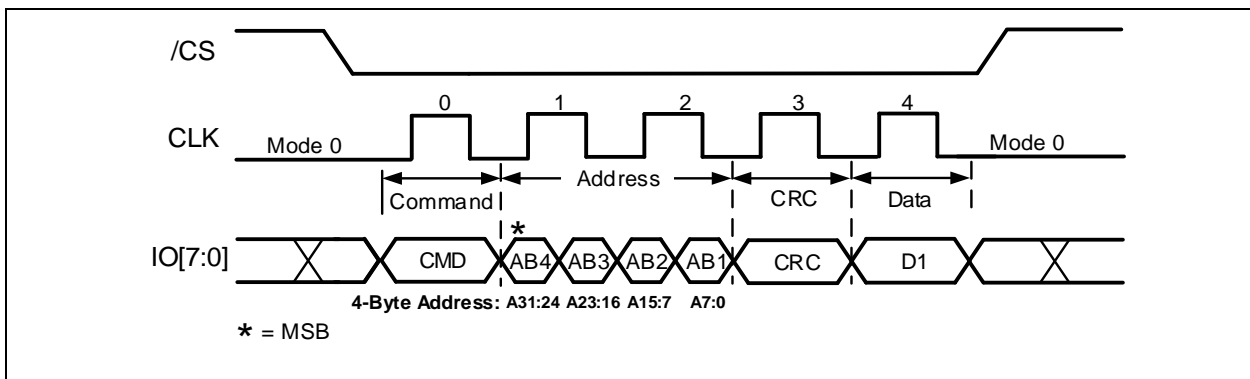 /CS
0 1 2 3 4
CLK
Mode 0 Mode 0
Address
Command CRC Data
*
IO[7:0] CMD AB4 AB3 AB2 AB1 CRC D1
4-Byte Address: A31:24 A23:16 A15:7 A7:0
* = MSB